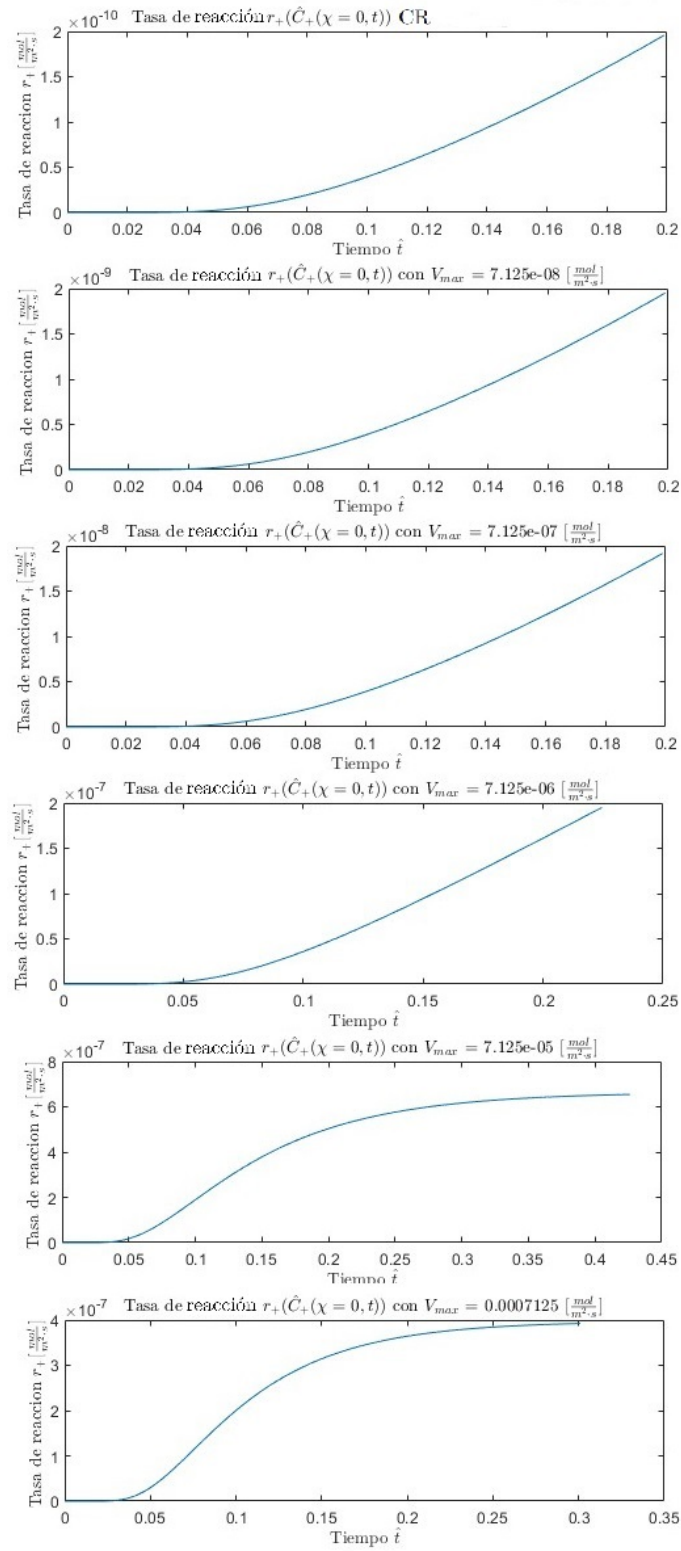 ×10⁻¹⁰ Tasa de reacción r₊(Ĉ₊(χ = 0, t)) CR
Tasa de reaccion r₊ [mol/m²·s]
2
1.5
1
0.5
0
0 0.02 0.04 0.06 0.08 0.1 0.12 0.14 0.16 0.18 0.2
Tiempo t̂
×10⁻⁹ Tasa de reacción r₊(Ĉ₊(χ = 0, t)) con Vₘₐₓ = 7.125e-08 [mol/m²·s]
Tasa de reaccion r₊ [mol/m²·s]
2
1.5
1
0.5
0
0 0.02 0.04 0.06 0.08 0.1 0.12 0.14 0.16 0.18 0.2
Tiempo t̂
×10⁻⁸ Tasa de reacción r₊(Ĉ₊(χ = 0, t)) con Vₘₐₓ = 7.125e-07 [mol/m²·s]
Tasa de reaccion r₊ [mol/m²·s]
2
1.5
1
0.5
0
0 0.02 0.04 0.06 0.08 0.1 0.12 0.14 0.16 0.18 0.2
Tiempo t̂
×10⁻⁷ Tasa de reacción r₊(Ĉ₊(χ = 0, t)) con Vₘₐₓ = 7.125e-06 [mol/m²·s]
Tasa de reaccion r₊ [mol/m²·s]
2
1.5
1
0.5
0
0 0.05 0.1 0.15 0.2 0.25
Tiempo t̂
×10⁻⁷ Tasa de reacción r₊(Ĉ₊(χ = 0, t)) con Vₘₐₓ = 7.125e-05 [mol/m²·s]
Tasa de reaccion r₊ [mol/m²·s]
8
6
4
2
0
0 0.05 0.1 0.15 0.2 0.25 0.3 0.35 0.4 0.45
Tiempo t̂
×10⁻⁷ Tasa de reacción r₊(Ĉ₊(χ = 0, t)) con Vₘₐₓ = 0.0007125 [mol/m²·s]
Tasa de reaccion r₊ [mol/m²·s]
4
3
2
1
0
0 0.05 0.1 0.15 0.2 0.25 0.3 0.35
Tiempo t̂